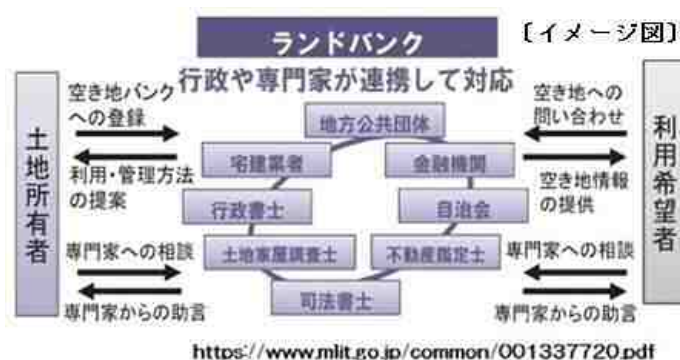 ランドバンク
〔イメージ図〕
行政や専門家が連携して対応
土地所有者
空き地バンク
への登録
利用・管理方法
の提案
専門家への相談
専門家からの助言
地方公共団体
宅建業者
金融機関
行政書士
自治会
土地家屋調査士
不動産鑑定士
司法書士
空き地への
問い合わせ
空き地情報
の提供
専門家への相談
専門家からの助言
利用希望者
https://www.mlit.go.jp/common/001337720.pdf